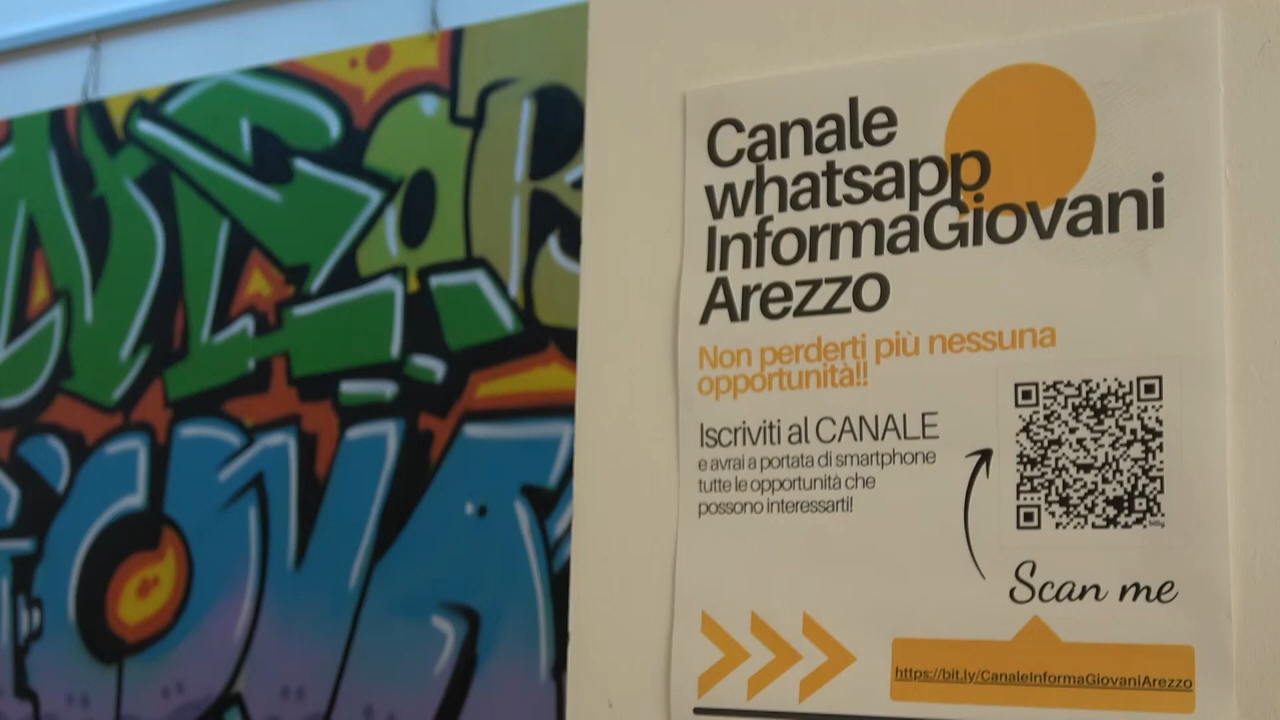 Canale
whatsapp
InformaGiovani
Arezzo
Non perderti più nessuna
opportunità!!
Iscriviti al CANALE
e avrai a portata di smartphone
tutte le opportunità che
possono interessarti!
Scan me
https://bit.ly/CanaleInformaGiovaniArezzo